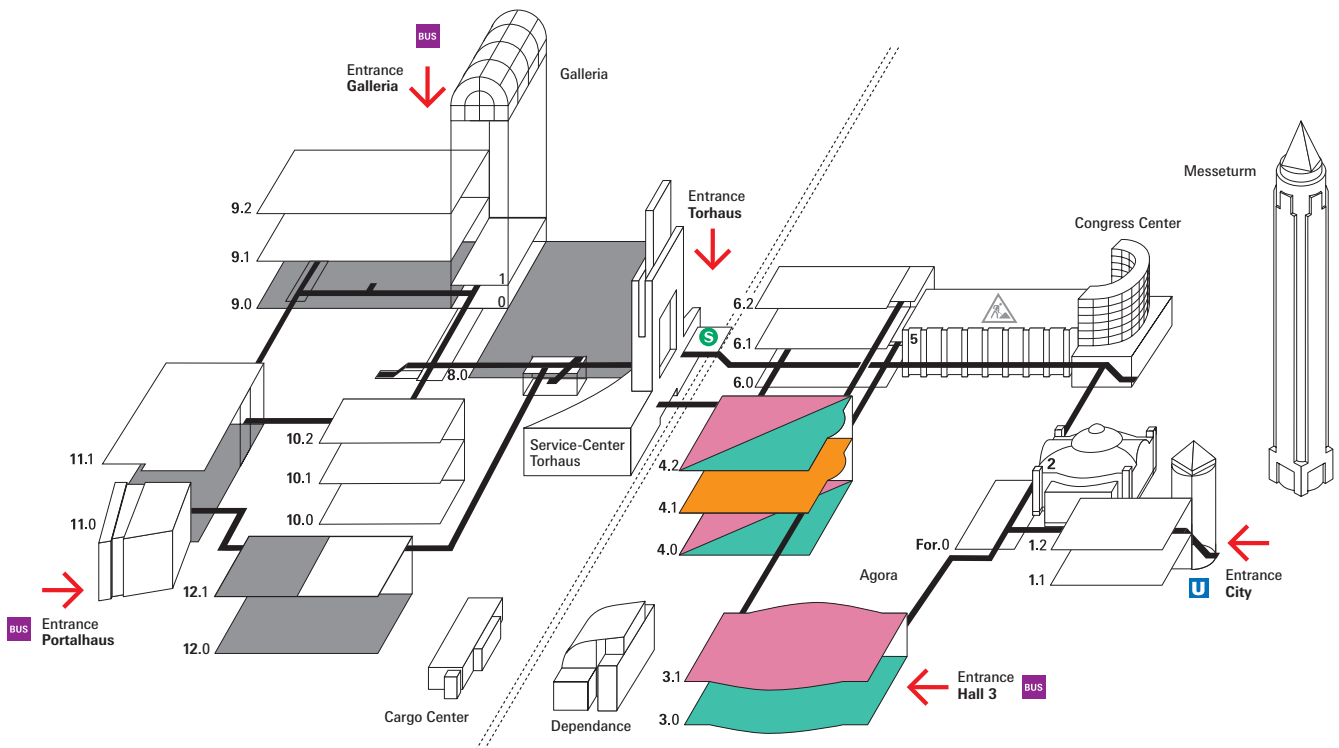 BUS
Entrance
Galleria
Galleria
9.2
9.1
9.0
1
0
8.0
Entrance
Torhaus
S
Messeturm
Congress Center
6.2
6.1
6.0
5
11.1
11.0
10.2
10.1
10.0
Service-Center
Torhaus
4.2
4.1
4.0
2
For.0
1.2
1.1
U
Entrance
City
Agora
12.1
12.0
BUS
Entrance
Portalhaus
Cargo Center
Dependance
3.1
3.0
Entrance
Hall 3
BUS